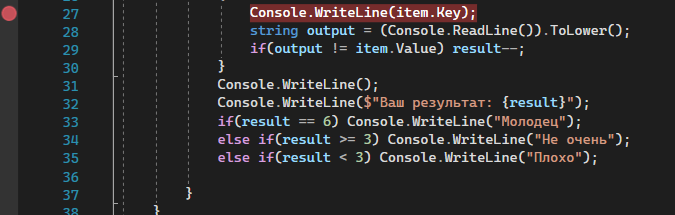 27 Console.WriteLine(item.Key);
28 string output = (Console.ReadLine()).ToLower();
29 if(output != item.Value) result--;
30 }
31 Console.WriteLine();
32 Console.WriteLine($"Ваш результат: {result}");
33 if(result == 6) Console.WriteLine("Молодец");
34 else if(result >= 3) Console.WriteLine("Не очень");
35 else if(result < 3) Console.WriteLine("Плохо");
36
37 }
38 }